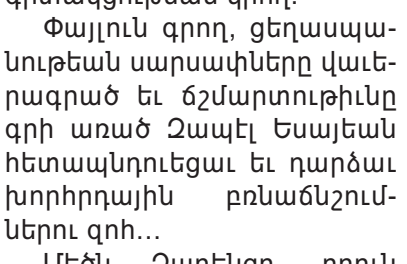 Փայլուն գրող, ցեղասպա-
նութեան սարսափները վաւե-
րագրած եւ ճշմարտութիւնը
գրի առած Զապէլ Եսայեան
հետապնդուեցաւ եւ դարձաւ
խորհրդային բռնաճնշում-
ներու զոհ...